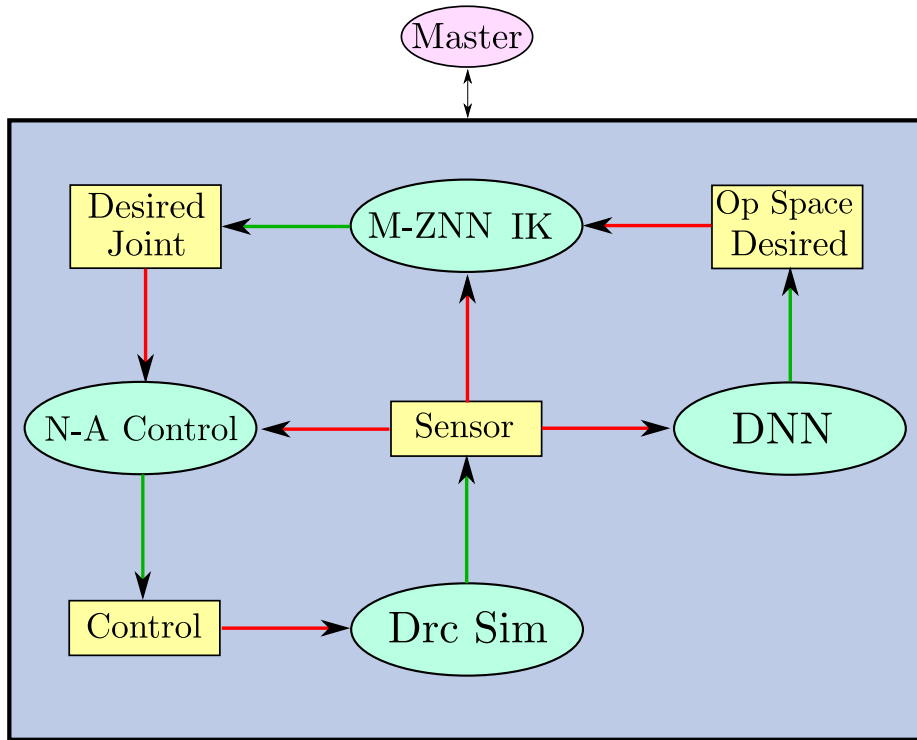 Master
Desired
Joint
M-ZNN IK
Op Space
Desired
N-A Control
Sensor
DNN
Control
Drc Sim